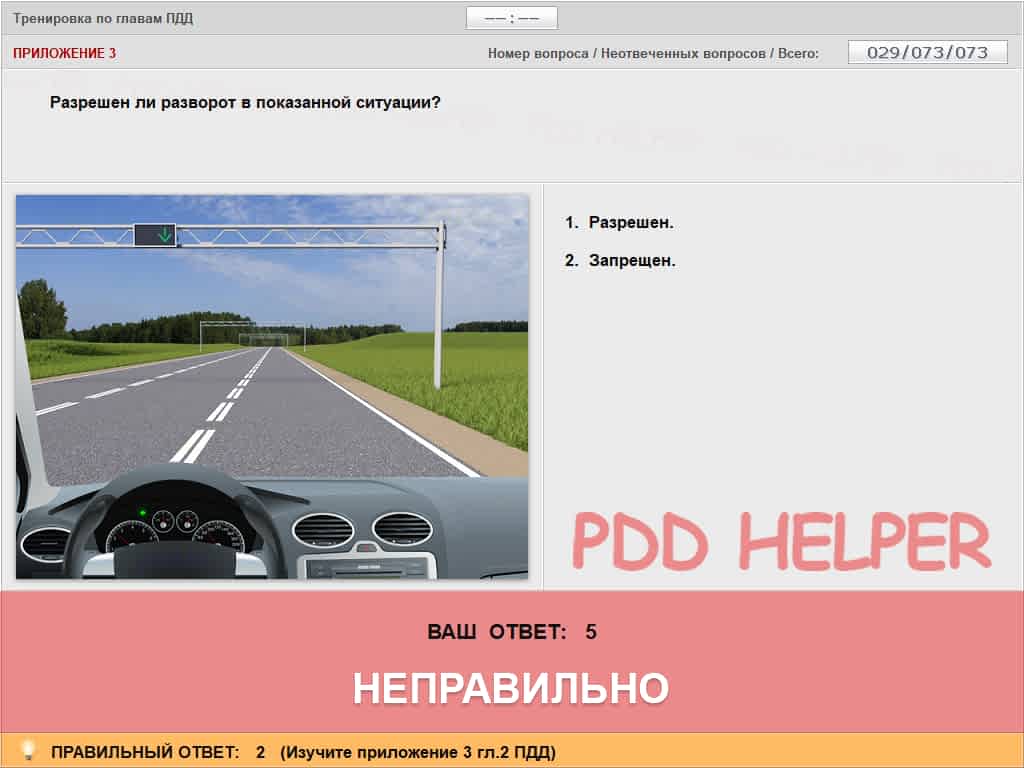 Тренировка по главам ПДД
—— : ——
ПРИЛОЖЕНИЕ 3
Номер вопроса / Неотвеченных вопросов / Всего:
029/073/073
Разрешен ли разворот в показанной ситуации?
1. Разрешен.
2. Запрещен.
PDD HELPER
ВАШ ОТВЕТ: 5
НЕПРАВИЛЬНО
ПРАВИЛЬНЫЙ ОТВЕТ: 2 (Изучите приложение 3 гл.2 ПДД)